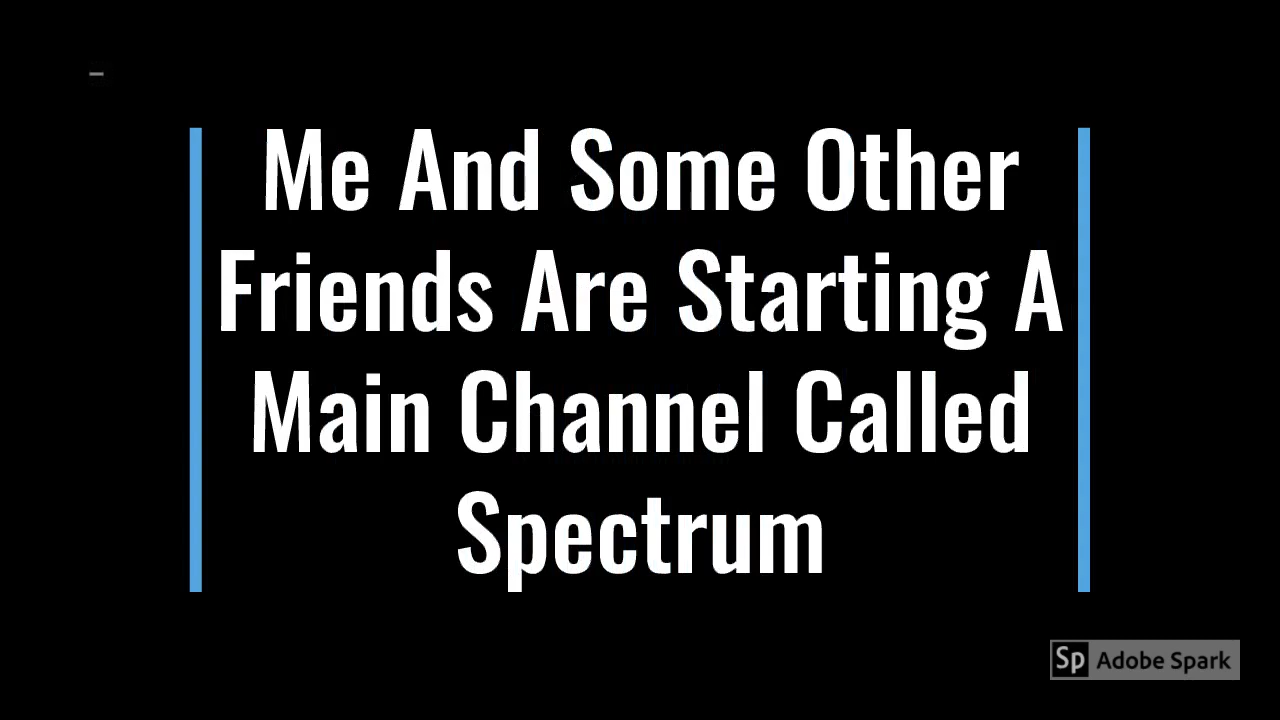 Me And Some Other
Friends Are Starting A
Main Channel Called
Spectrum
Sp Adobe Spark